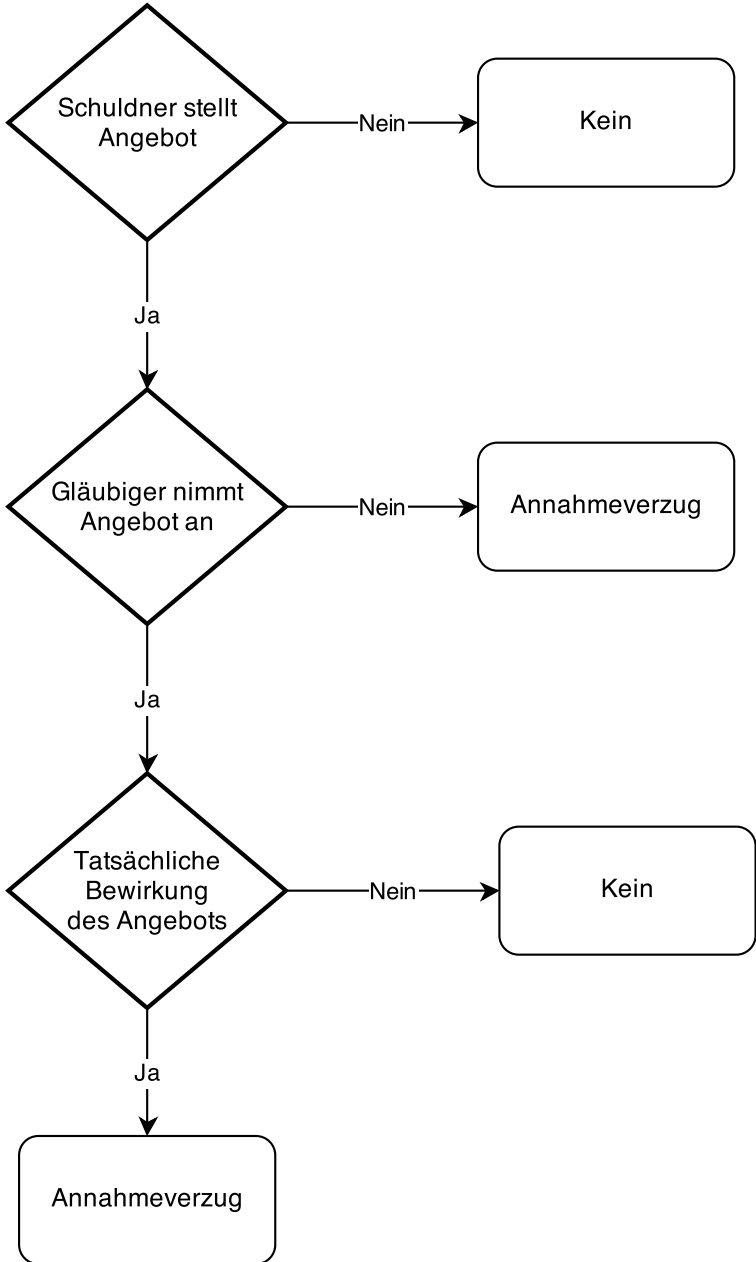 Schuldner stellt
Angebot
Nein
Kein
Ja
Gläubiger nimmt
Angebot an
Nein
Annahmeverzug
Ja
Tatsächliche
Bewirkung
des Angebots
Nein
Kein
Ja
Annahmeverzug